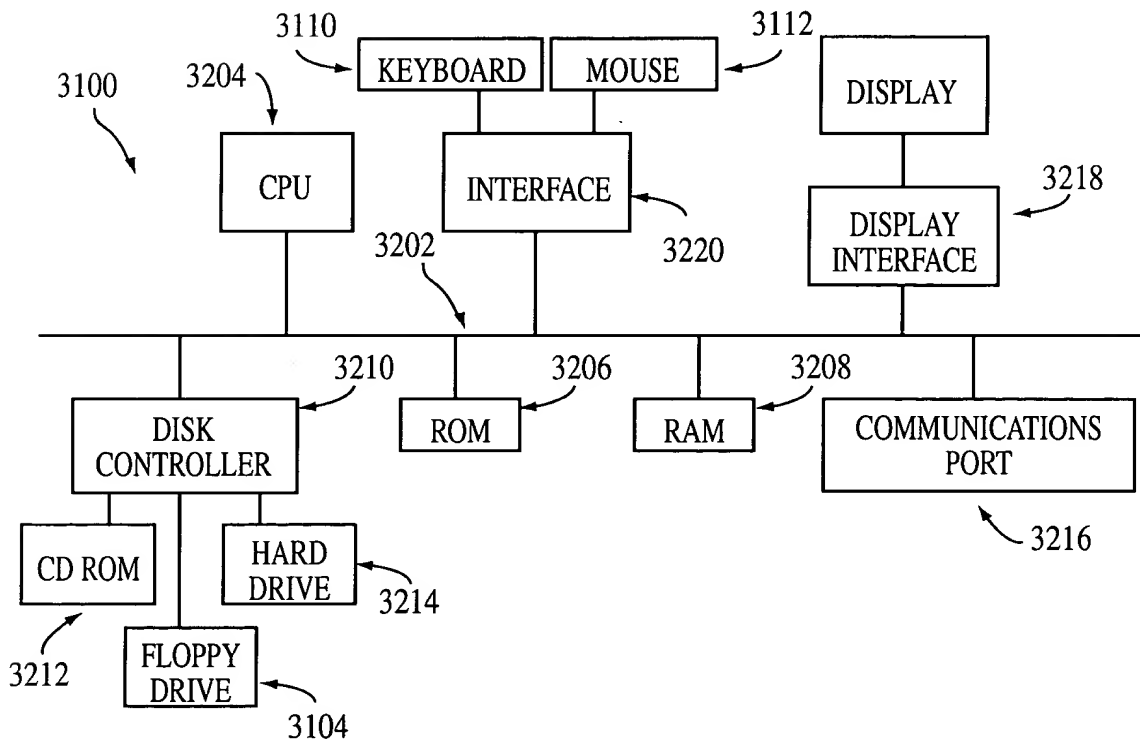 3110
KEYBOARD
MOUSE
3112
3204
3100
DISPLAY
CPU
INTERFACE
3218
DISPLAY
INTERFACE
3220
3202
3210
3206
3208
DISK
CONTROLLER
ROM
RAM
COMMUNICATIONS
PORT
3216
CD ROM
HARD
DRIVE
3214
3212
FLOPPY
DRIVE
3104